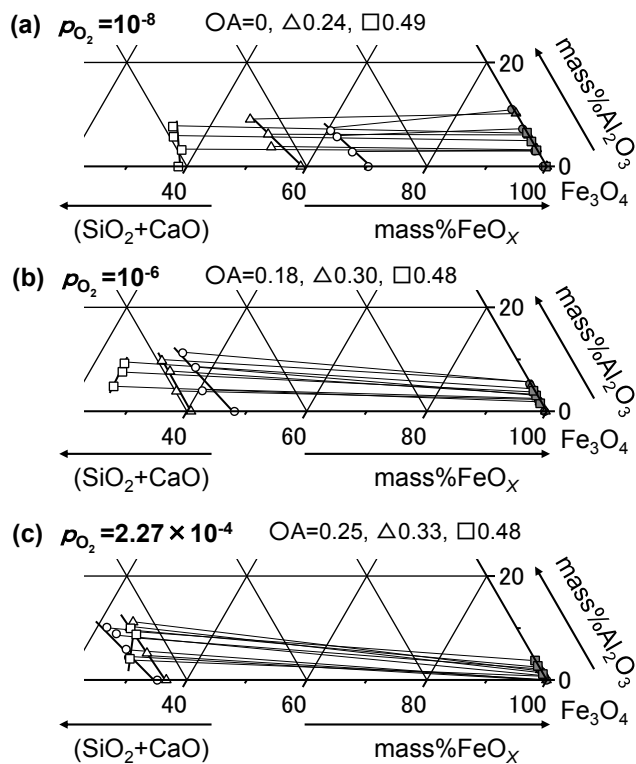 (a) pO₂ =10⁻⁸ ○A=0, △0.24, □0.49
20
mass%Al₂O₃
0
40 60 80 100 Fe₃O₄
(SiO₂+CaO) mass%FeOX
(b) pO₂ =10⁻⁶ ○A=0.18, △0.30, □0.48
20
mass%Al₂O₃
0
40 60 80 100 Fe₃O₄
(SiO₂+CaO) mass%FeOX
(c) pO₂ =2.27×10⁻⁴ ○A=0.25, △0.33, □0.48
20
mass%Al₂O₃
0
40 60 80 100 Fe₃O₄
(SiO₂+CaO) mass%FeOX